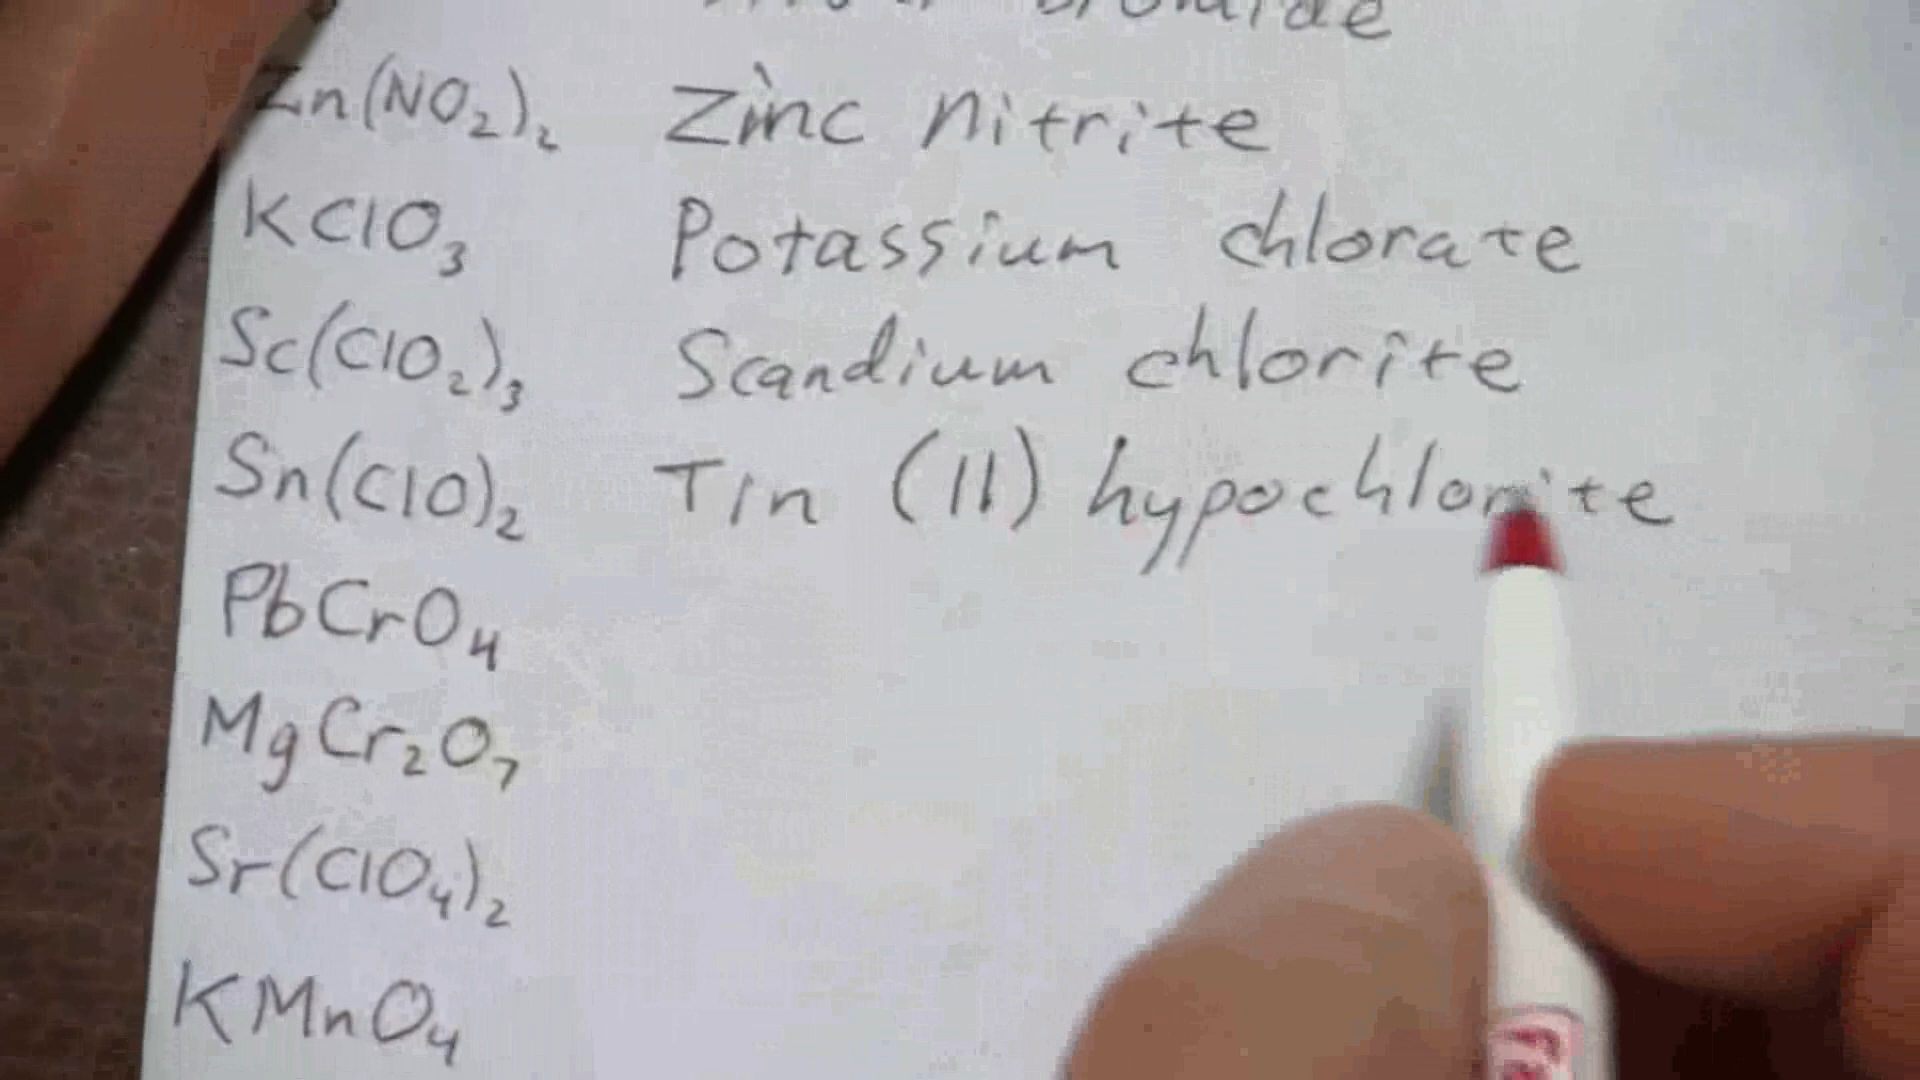 bromide
Zn(NO₂)₂ Zinc nitrite
KClO₃ Potassium chlorate
Sc(ClO₂)₃ Scandium chlorite
Sn(ClO)₂ Tin (II) hypochlorite
PbCrO₄
MgCr₂O₇
Sr(ClO₄)₂
KMnO₄